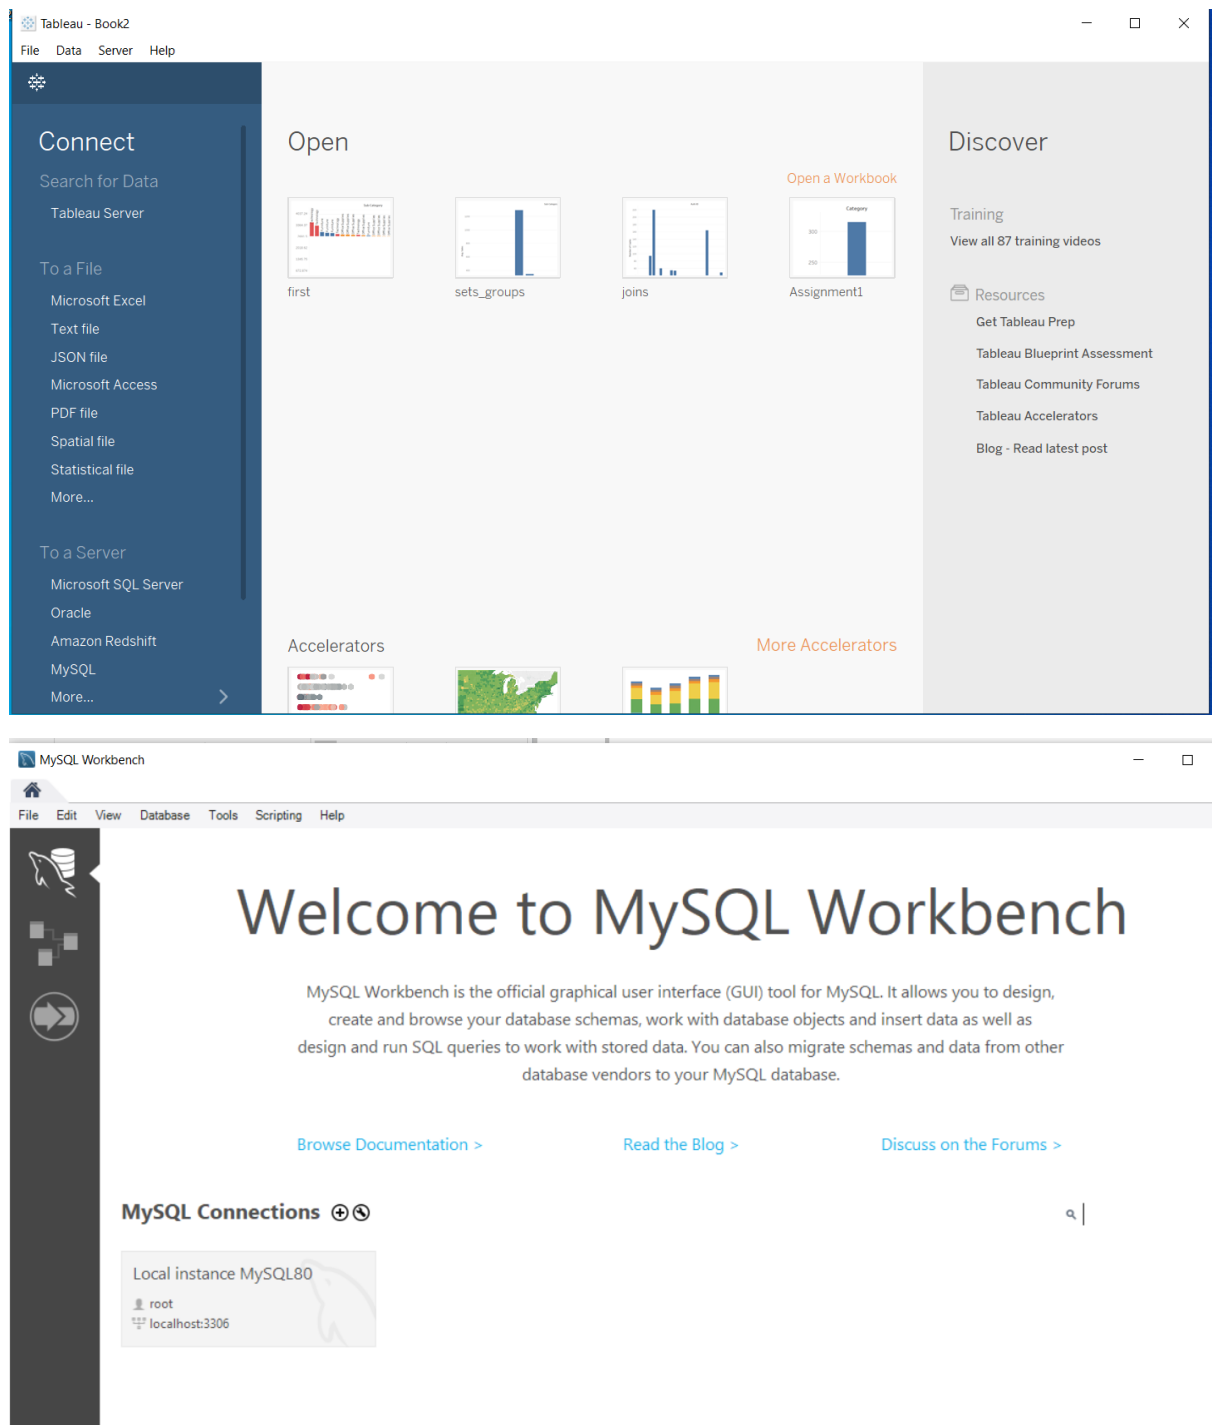 Tableau - Book2
File Data Server Help
Connect
Search for Data
Tableau Server
To a File
Microsoft Excel
Text file
JSON file
Microsoft Access
PDF file
Spatial file
Statistical file
More...
To a Server
Microsoft SQL Server
Oracle
Amazon Redshift
MySQL
More...
Open
Open a Workbook
Category
300
250
first
sets_groups
joins
Assignment1
Accelerators
More Accelerators
Discover
Training
View all 87 training videos
Resources
Get Tableau Prep
Tableau Blueprint Assessment
Tableau Community Forums
Tableau Accelerators
Blog - Read latest post
MySQL Workbench
File Edit View Database Tools Scripting Help
Welcome to MySQL Workbench
MySQL Workbench is the official graphical user interface (GUI) tool for MySQL. It allows you to design,
create and browse your database schemas, work with database objects and insert data as well as
design and run SQL queries to work with stored data. You can also migrate schemas and data from other
database vendors to your MySQL database.
Browse Documentation >
Read the Blog >
Discuss on the Forums >
MySQL Connections
Local instance MySQL80
root
localhost:3306